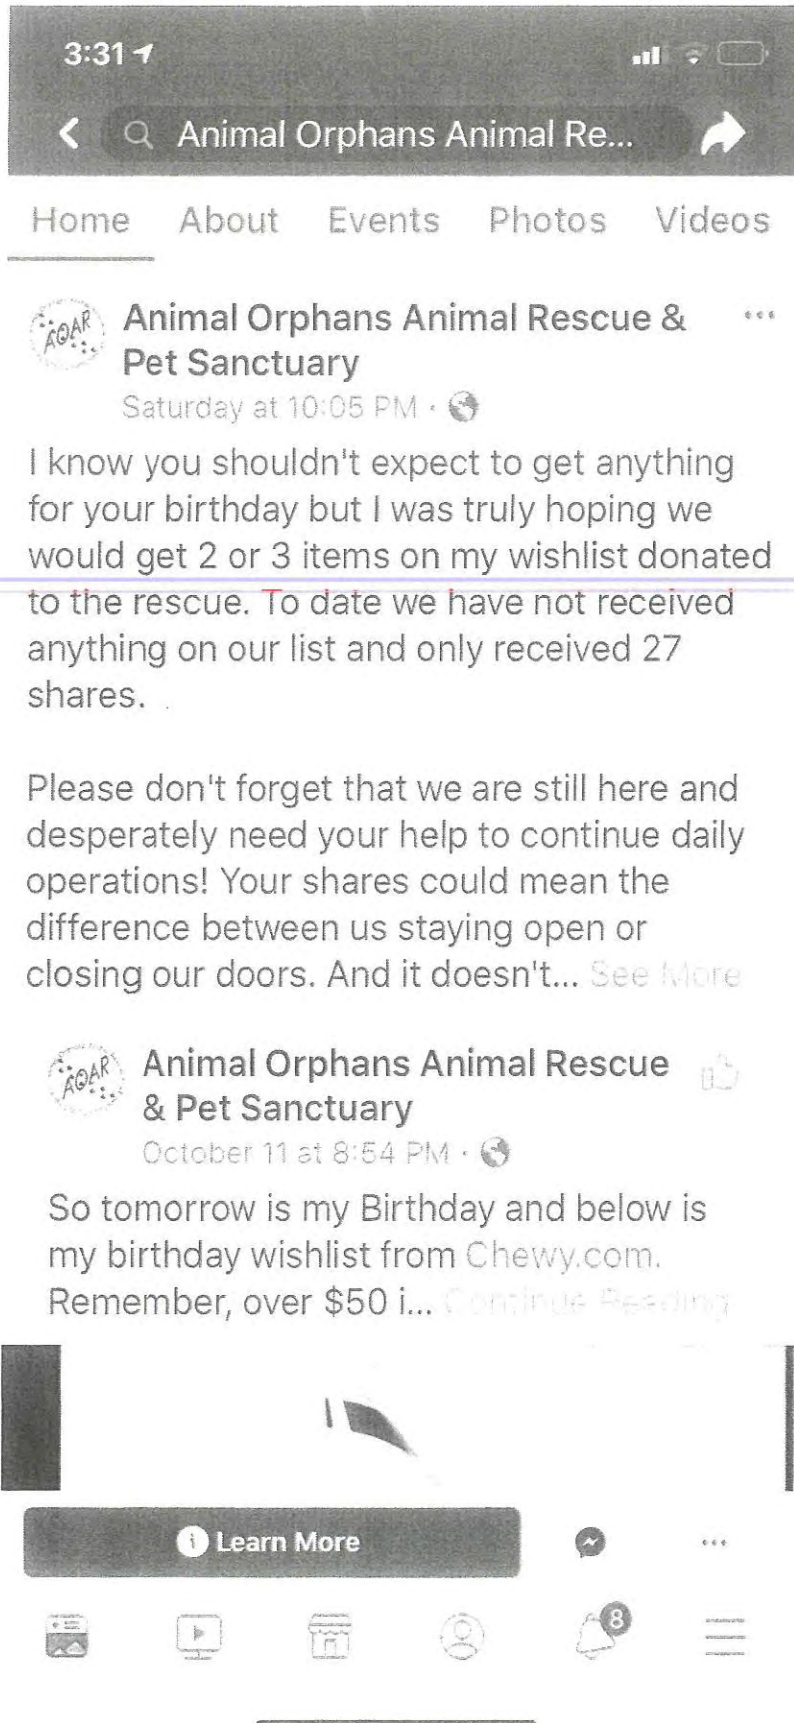 3:31
Animal Orphans Animal Re...
Home About Events Photos Videos
AOAR
Animal Orphans Animal Rescue &
Pet Sanctuary
...
Saturday at 10:05 PM ·
I know you shouldn't expect to get anything
for your birthday but I was truly hoping we
would get 2 or 3 items on my wishlist donated
to the rescue. To date we have not received
anything on our list and only received 27
shares.
Please don't forget that we are still here and
desperately need your help to continue daily
operations! Your shares could mean the
difference between us staying open or
closing our doors. And it doesn't... See More
AOAR
Animal Orphans Animal Rescue
& Pet Sanctuary
October 11 at 8:54 PM ·
So tomorrow is my Birthday and below is
my birthday wishlist from Chewy.com.
Remember, over $50 i... Continue Reading
Learn More
...
8